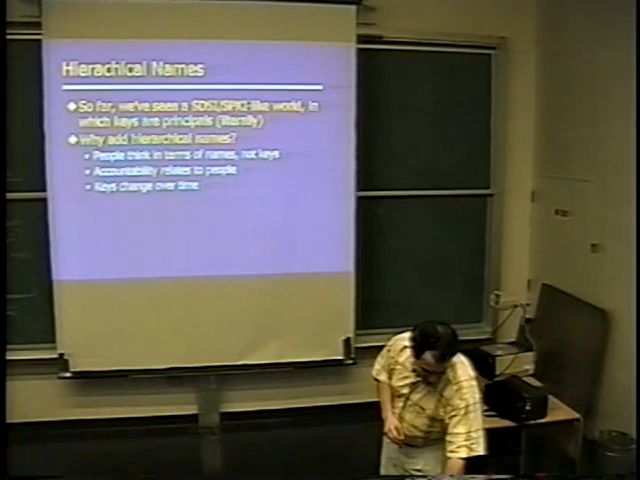 Hierachical Names
So far, we've seen a SDSI/SPKI-like world, in
which keys are principals (literally)
Why add hierarchical names?
People think in terms of names, not keys
Accountability relates to people
Keys change over time